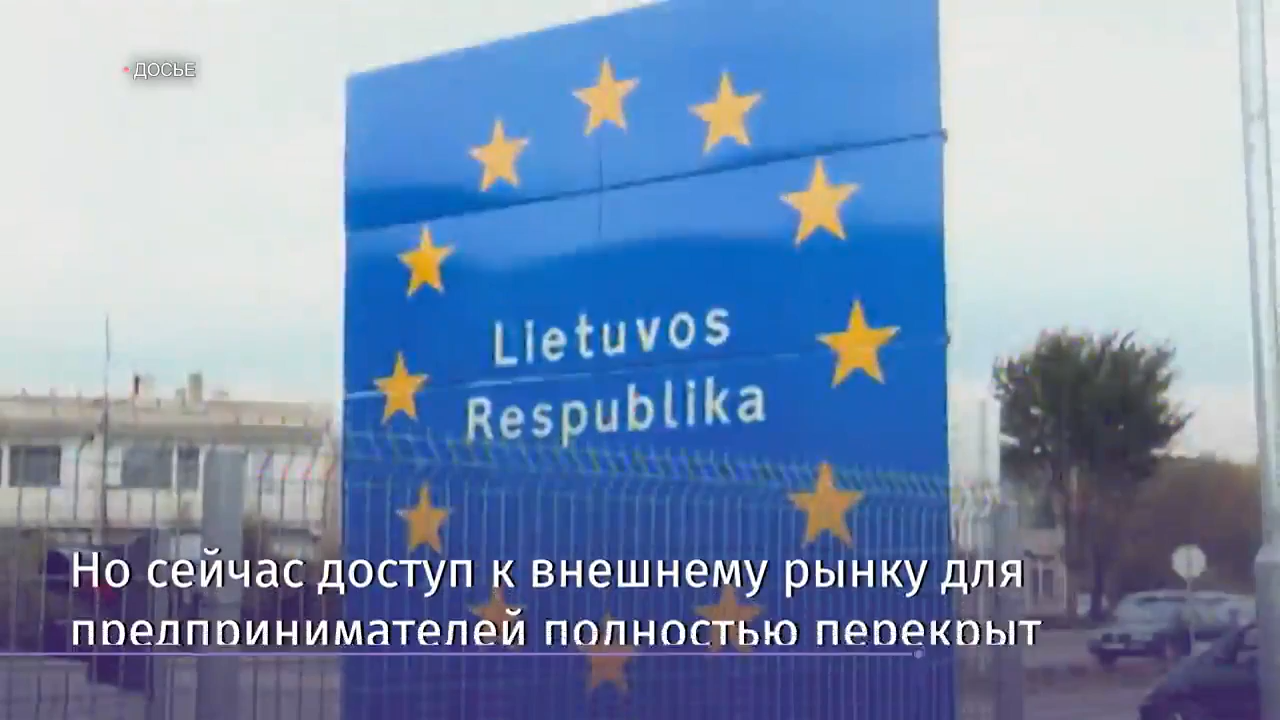 ДОСЬЕ
Lietuvos
Respublika
Но сейчас доступ к внешнему рынку для
предпринимателей полностью перекрыт